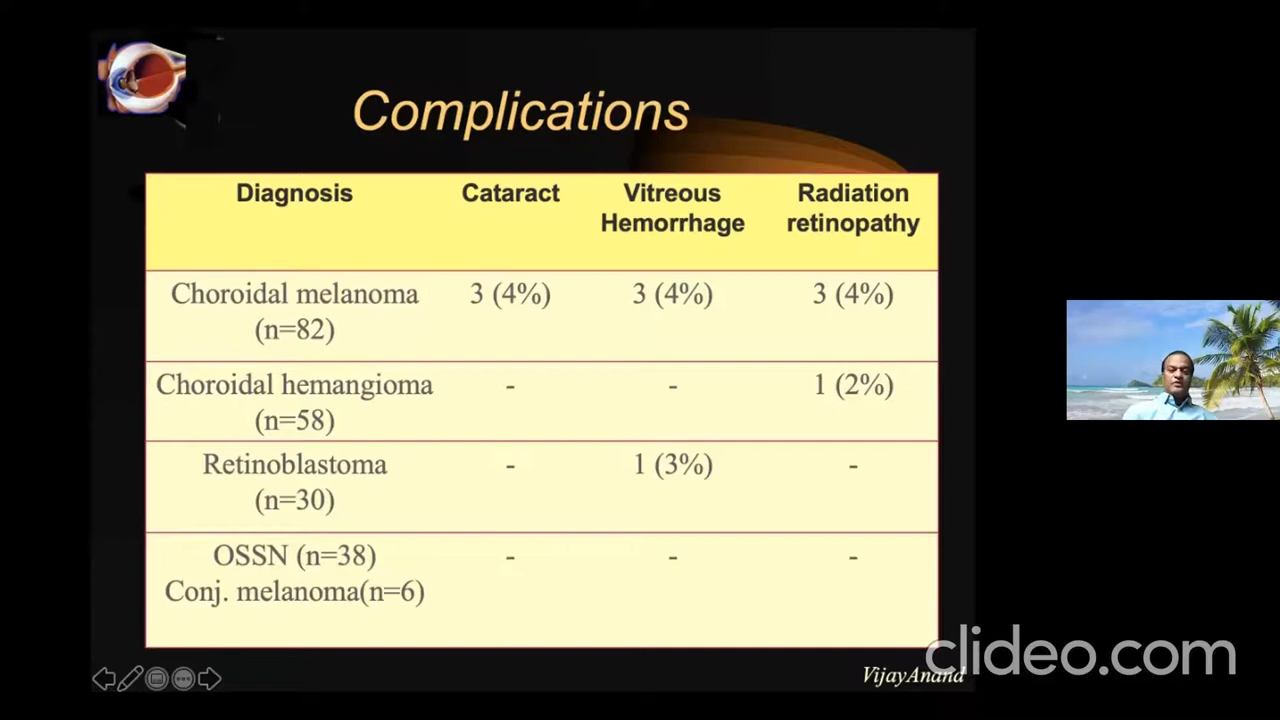 Complications
Diagnosis Cataract Vitreous Hemorrhage Radiation retinopathy
Choroidal melanoma (n=82) 3 (4%) 3 (4%) 3 (4%)
Choroidal hemangioma (n=58) - - 1 (2%)
Retinoblastoma (n=30) - 1 (3%) -
OSSN (n=38) - - -
Conj. melanoma(n=6)
VijayAnand
clideo.com